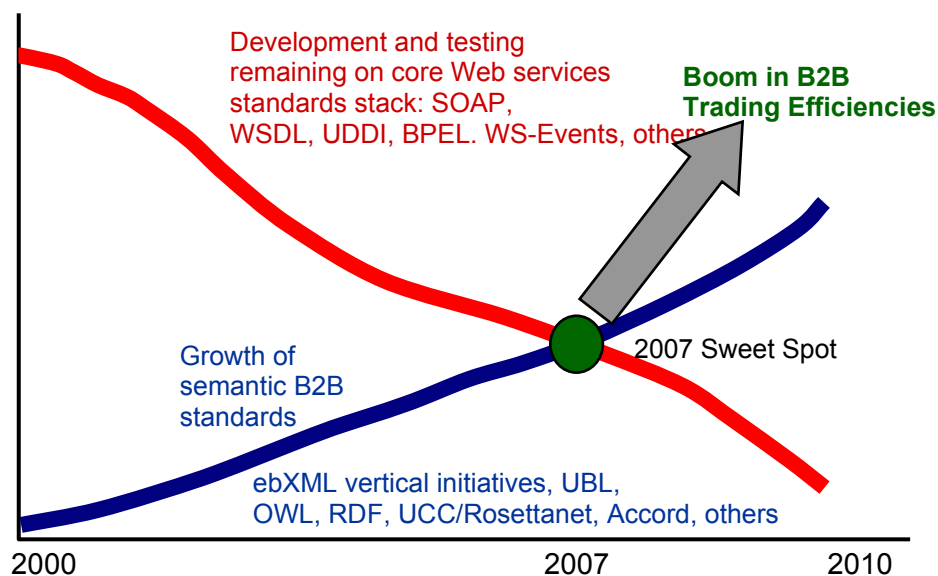 Development and testing
remaining on core Web services
standards stack: SOAP,
WSDL, UDDI, BPEL. WS-Events, others
Boom in B2B
Trading Efficiencies
2007 Sweet Spot
Growth of
semantic B2B
standards
ebXML vertical initiatives, UBL,
OWL, RDF, UCC/Rosettanet, Accord, others
2000
2007
2010